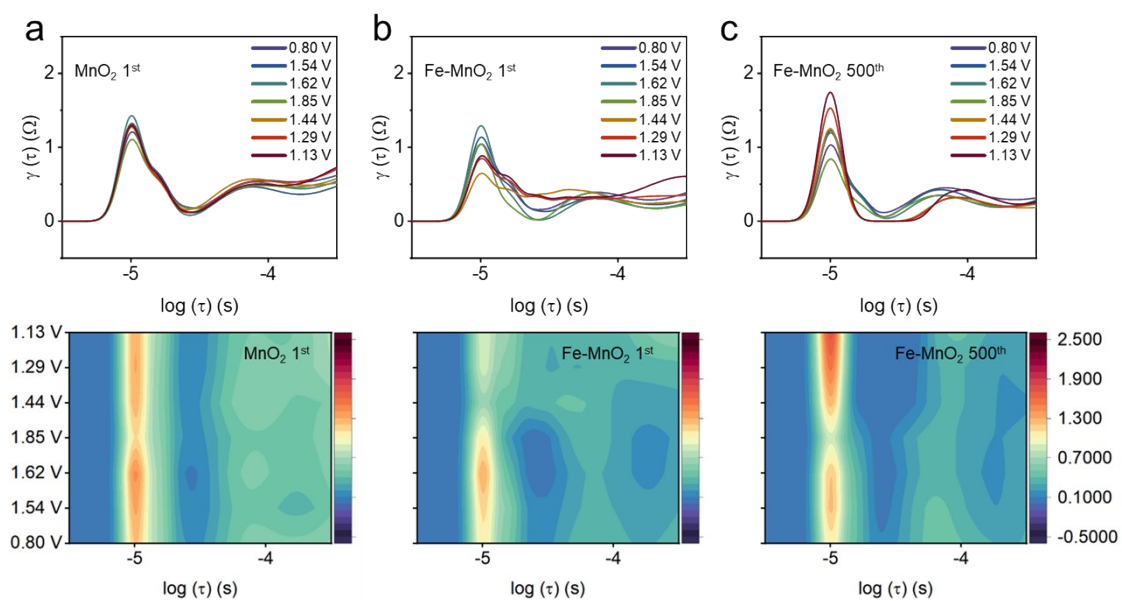 a
2
1
0
γ (τ) (Ω)
MnO₂ 1ˢᵗ
0.80 V
1.54 V
1.62 V
1.85 V
1.44 V
1.29 V
1.13 V
-5
-4
log (τ) (s)
b
2
1
0
γ (τ) (Ω)
Fe-MnO₂ 1ˢᵗ
0.80 V
1.54 V
1.62 V
1.85 V
1.44 V
1.29 V
1.13 V
-5
-4
log (τ) (s)
c
2
1
0
γ (τ) (Ω)
Fe-MnO₂ 500ᵗʰ
0.80 V
1.54 V
1.62 V
1.85 V
1.44 V
1.29 V
1.13 V
-5
-4
log (τ) (s)
1.13 V
1.29 V
1.44 V
1.85 V
1.62 V
1.54 V
0.80 V
MnO₂ 1ˢᵗ
-5
-4
log (τ) (s)
Fe-MnO₂ 1ˢᵗ
-5
-4
log (τ) (s)
Fe-MnO₂ 500ᵗʰ
-5
-4
log (τ) (s)
2.500
1.900
1.300
0.7000
0.1000
-0.5000